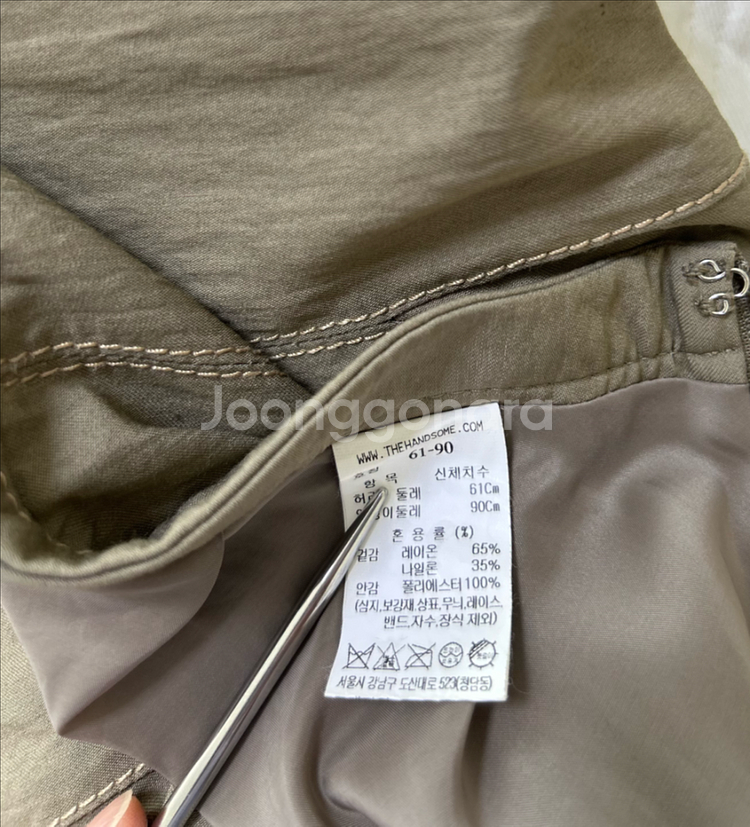 Joonggonara
WWW.THEHANDSOME.COM
61-90
항 목 신체치수
둘레 61Cm
이둘레 90Cm
혼 용 률 (%)
겉감 레이온 65%
나일론 35%
안감 폴리에스터100%
(심지,보강재,상표,무늬,레이스
밴드,자수,장식 제외)
서울시 강남구 도산대로 523(청담동)